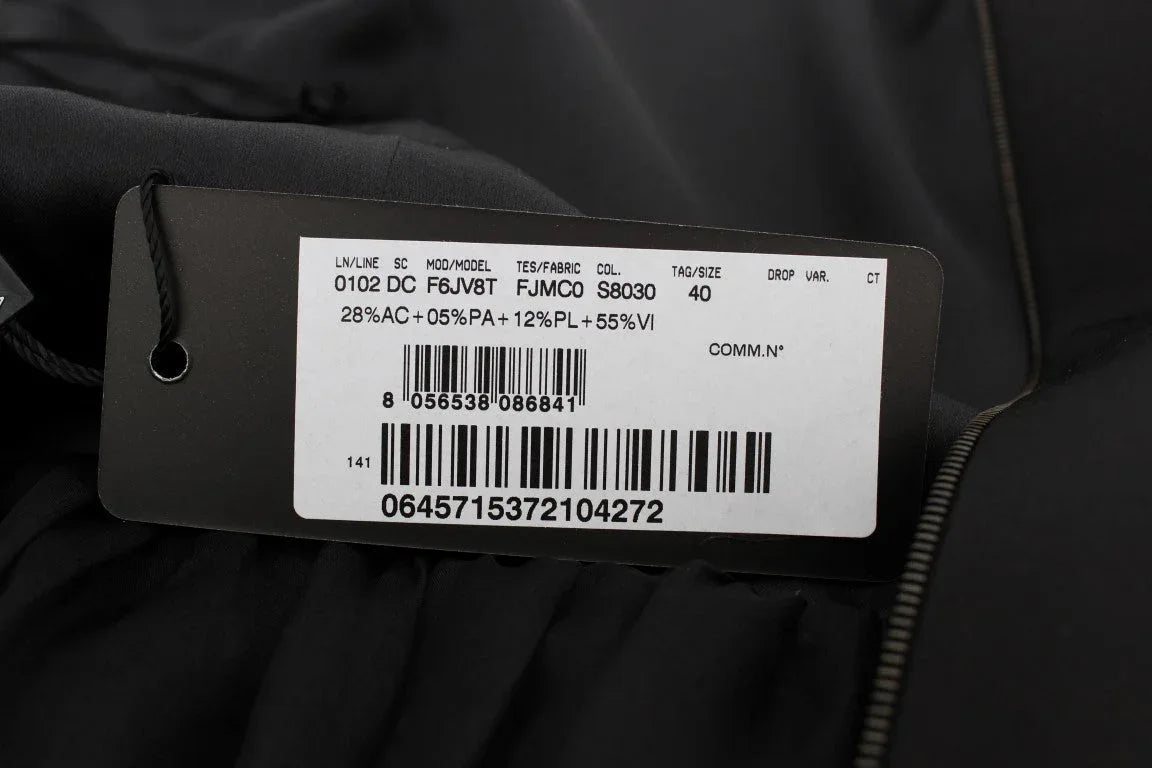 LN/LINE SC MOD/MODEL TES/FABRIC COL. TAG/SIZE DROP VAR. CT
0102 DC F6JV8T FJMC0 S8030 40
28%AC+05%PA+12%PL+55%VI
COMM.N°
8 056538 086841
141
0645715372104272